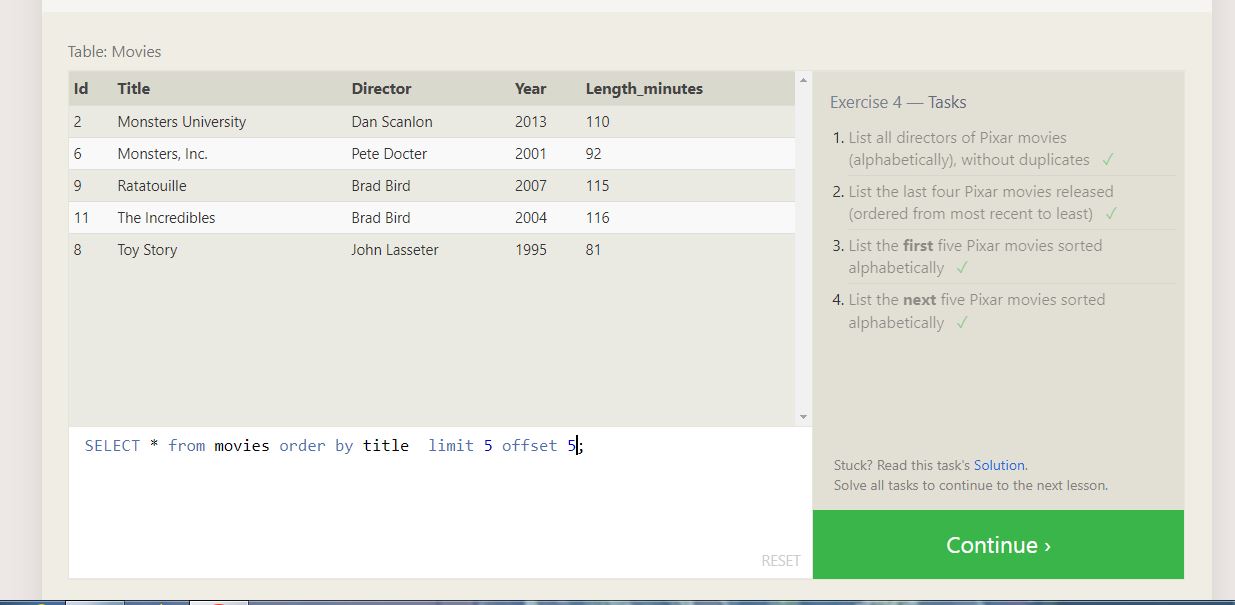 Table: Movies
Id Title Director Year Length_minutes
2 Monsters University Dan Scanlon 2013 110
6 Monsters, Inc. Pete Docter 2001 92
9 Ratatouille Brad Bird 2007 115
11 The Incredibles Brad Bird 2004 116
8 Toy Story John Lasseter 1995 81
SELECT * from movies order by title  limit 5 offset 5;
RESET
Exercise 4 — Tasks
1. List all directors of Pixar movies
(alphabetically), without duplicates ✓
2. List the last four Pixar movies released
(ordered from most recent to least) ✓
3. List the first five Pixar movies sorted
alphabetically ✓
4. List the next five Pixar movies sorted
alphabetically ✓
Stuck? Read this task's Solution.
Solve all tasks to continue to the next lesson.
Continue ›